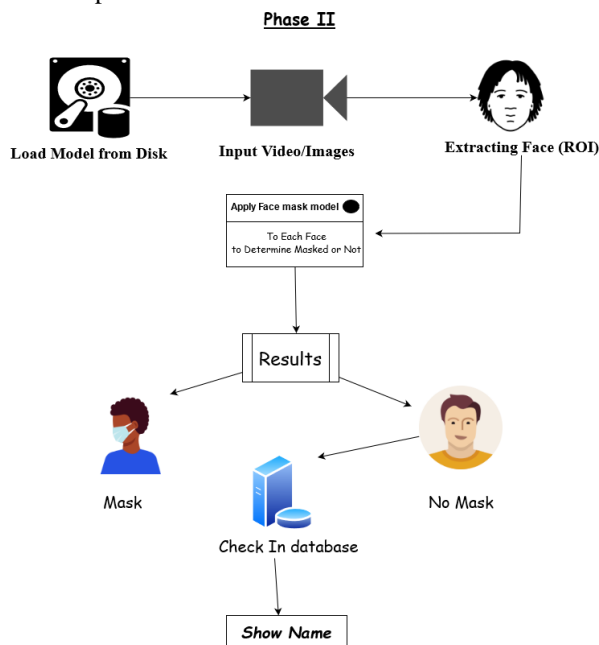 Phase II
Load Model from Disk
Input Video/Images
Extracting Face (ROI)
Apply Face mask model
To Each Face
to Determine Masked or Not
Results
Mask
No Mask
Check In database
Show Name